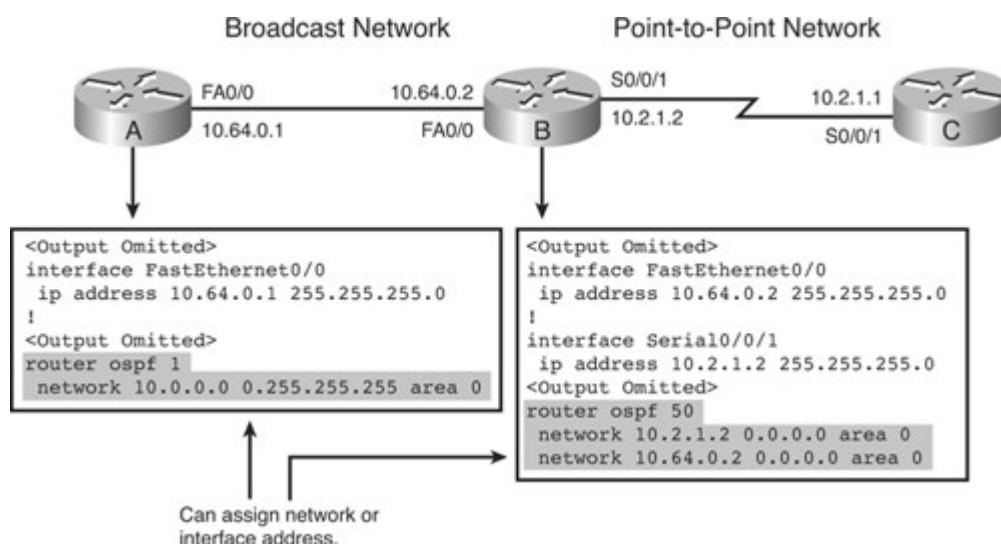 Broadcast Network
Point-to-Point Network
FA0/0
10.64.0.2
S0/0/1
10.2.1.1
A
10.64.0.1
FA0/0
B
10.2.1.2
S0/0/1
C
<Output Omitted>
interface FastEthernet0/0
ip address 10.64.0.1 255.255.255.0
!
<Output Omitted>
router ospf 1
network 10.0.0.0 0.255.255.255 area 0
<Output Omitted>
interface FastEthernet0/0
ip address 10.64.0.2 255.255.255.0
!
interface Serial0/0/1
ip address 10.2.1.2 255.255.255.0
<Output Omitted>
router ospf 50
network 10.2.1.2 0.0.0.0 area 0
network 10.64.0.2 0.0.0.0 area 0
Can assign network or
interface address.